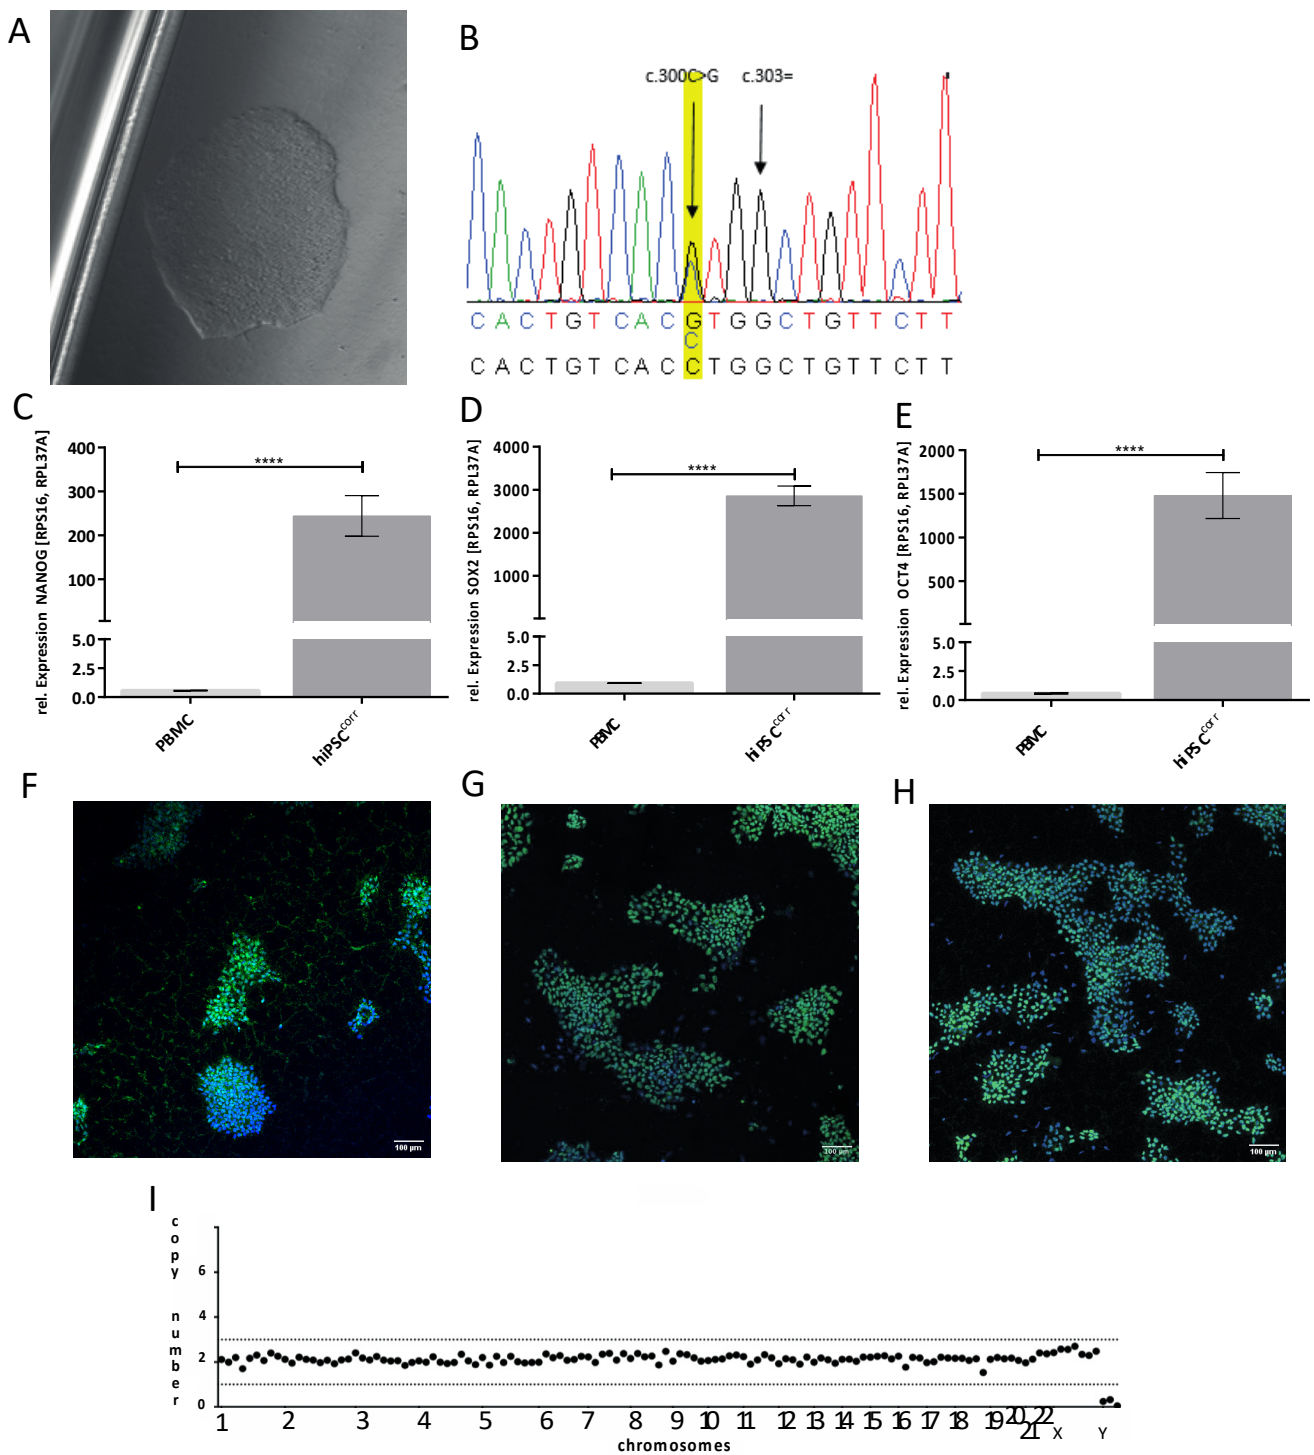 A
B
c.300C>G c.303=
C A C T G T C A C G T G G C T G T T C T T
C
C A C T G T C A C C T G G C T G T T C T T
C
rel. Expression NANOG [RPS16, RPL37A]
400
300
200
100
5.0
2.5
0.0
****
PBMC
hiPSCcorr
D
rel. Expression SOX2 [RPS16, RPL37A]
4000
3000
2000
1000
5.0
2.5
0.0
****
PBMC
hiPSCcorr
E
rel. Expression OCT4 [RPS16, RPL37A]
2000
1500
1000
500
5.0
2.5
0.0
****
PBMC
hiPSCcorr
F
100 µm
G
100 µm
H
100 µm
I
copy number
6
4
2
0
1 2 3 4 5 6 7 8 9 10 11 12 13 14 15 16 17 18 19 20 21 22 X Y
chromosomes